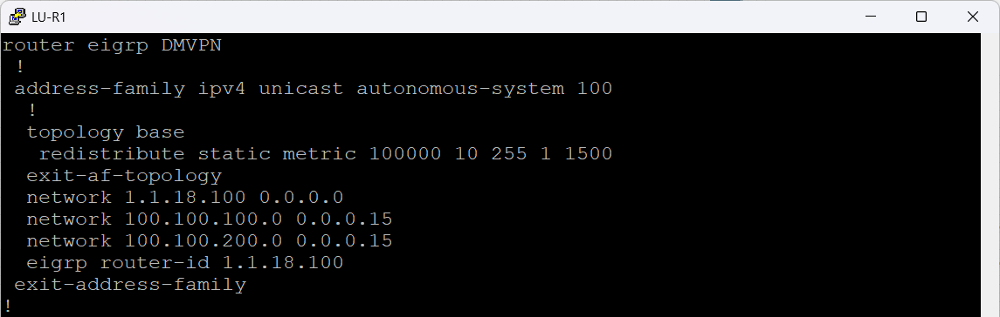 LU-R1
router eigrp DMVPN
 !
 address-family ipv4 unicast autonomous-system 100
  !
  topology base
   redistribute static metric 100000 10 255 1 1500
  exit-af-topology
  network 1.1.18.100 0.0.0.0
  network 100.100.100.0 0.0.0.15
  network 100.100.200.0 0.0.0.15
  eigrp router-id 1.1.18.100
 exit-address-family
!